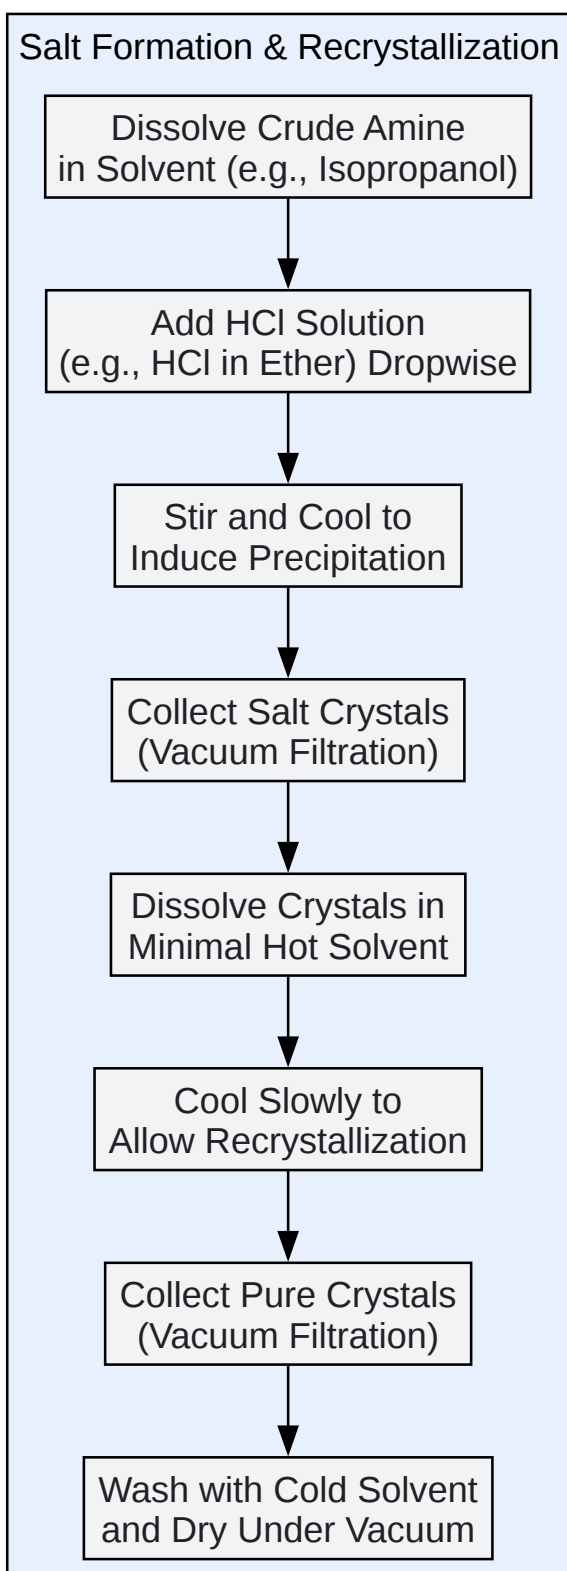 Salt Formation & Recrystallization
Dissolve Crude Amine
in Solvent (e.g., Isopropanol)
Add HCl Solution
(e.g., HCl in Ether) Dropwise
Stir and Cool to
Induce Precipitation
Collect Salt Crystals
(Vacuum Filtration)
Dissolve Crystals in
Minimal Hot Solvent
Cool Slowly to
Allow Recrystallization
Collect Pure Crystals
(Vacuum Filtration)
Wash with Cold Solvent
and Dry Under Vacuum